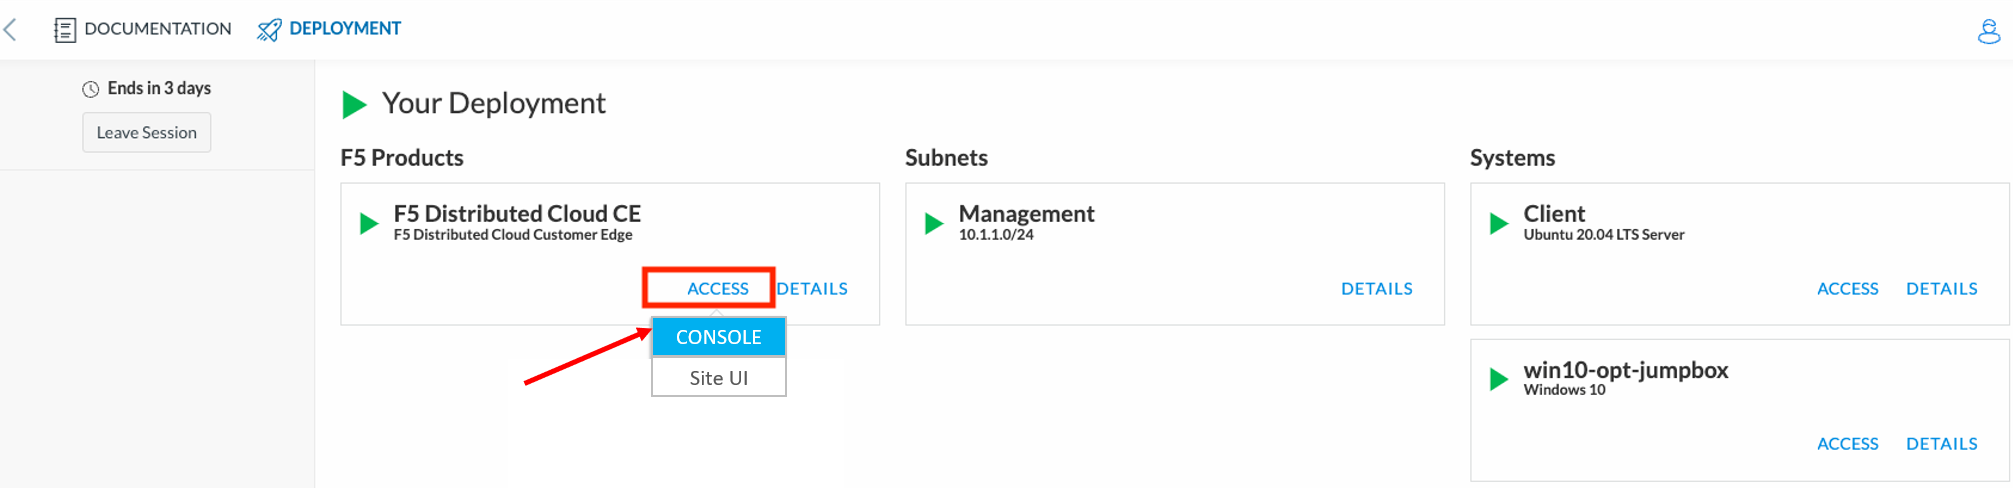 DOCUMENTATION
DEPLOYMENT
Ends in 3 days
Leave Session
Your Deployment
F5 Products
F5 Distributed Cloud CE
F5 Distributed Cloud Customer Edge
ACCESS
DETAILS
CONSOLE
Site UI
Subnets
Management
10.1.1.0/24
DETAILS
Systems
Client
Ubuntu 20.04 LTS Server
ACCESS
DETAILS
win10-opt-jumpbox
Windows 10
ACCESS
DETAILS